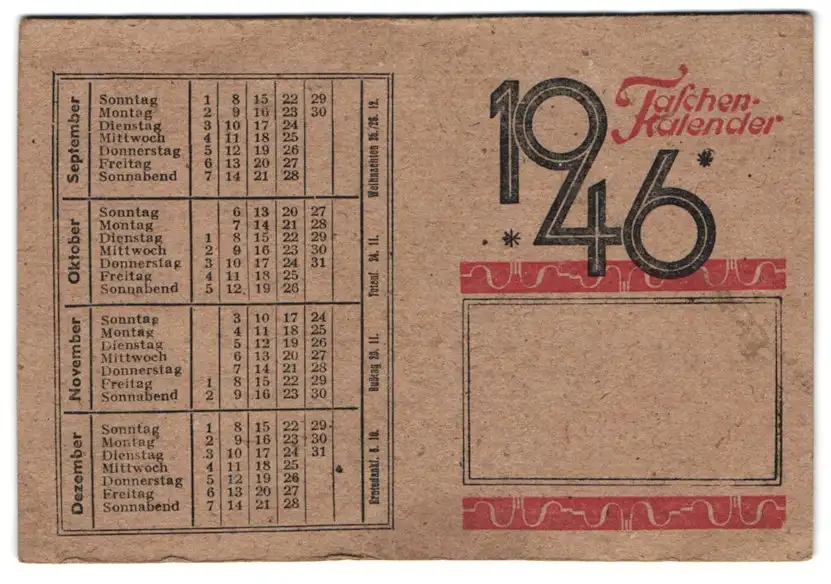 September
Sonntag 1 8 15 22 29
Montag 2 9 16 23 30
Dienstag 3 10 17 24
Mittwoch 4 11 18 25
Donnerstag 5 12 19 26
Freitag 6 13 20 27
Sonnabend 7 14 21 28
Oktober
Sonntag 6 13 20 27
Montag 7 14 21 28
Dienstag 1 8 15 22 29
Mittwoch 2 9 16 23 30
Donnerstag 3 10 17 24 31
Freitag 4 11 18 25
Sonnabend 5 12 19 26
November
Sonntag 3 10 17 24
Montag 4 11 18 25
Dienstag 5 12 19 26
Mittwoch 6 13 20 27
Donnerstag 7 14 21 28
Freitag 1 8 15 22 29
Sonnabend 2 9 16 23 30
Dezember
Sonntag 1 8 15 22 29
Montag 2 9 16 23 30
Dienstag 3 10 17 24 31
Mittwoch 4 11 18 25
Donnerstag 5 12 19 26
Freitag 6 13 20 27
Sonnabend 7 14 21 28
Erntedankf. 6. 10. Bußtag 20. 11. Totenf. 24. 11. Weihnachten 25./26. 12.
1946
Taschen-
Kalender